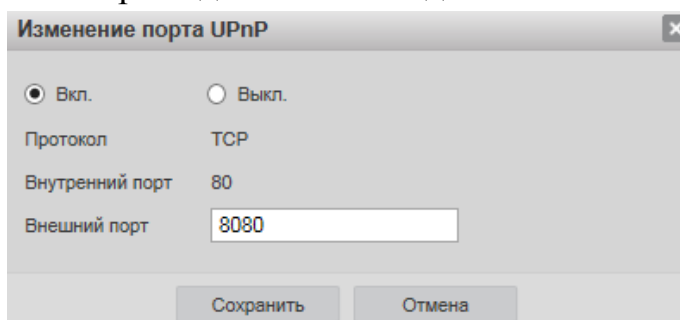 Изменение порта UPnP
Вкл. Выкл.
Протокол TCP
Внутренний порт 80
Внешний порт 8080
Сохранить Отмена